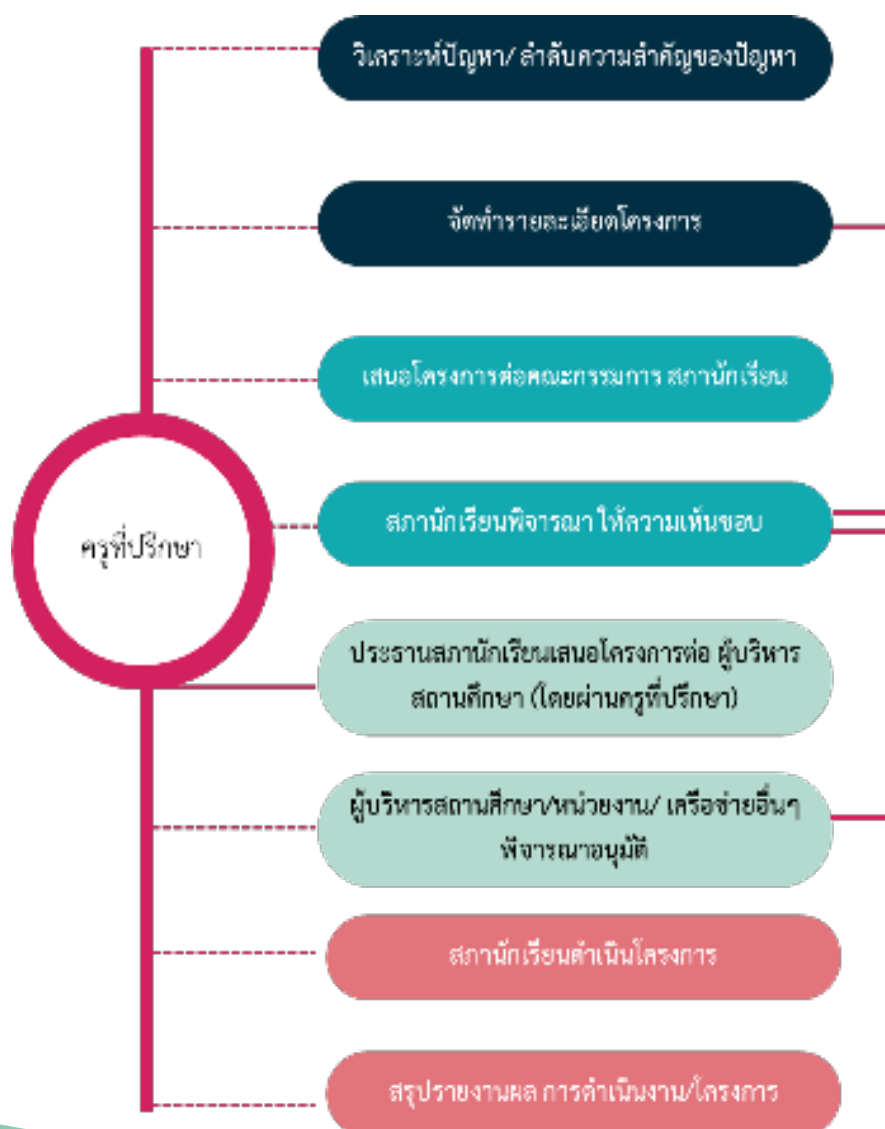 วิเคราะห์ปัญหา/ ลำดับความสำคัญของปัญหา
จัดทำรายละเอียดโครงการ
เสนอโครงการต่อคณะกรรมการ สภานักเรียน
สภานักเรียนพิจารณา ให้ความเห็นชอบ
ครูที่ปรึกษา
ประธานสภานักเรียนเสนอโครงการต่อ ผู้บริหาร
สถานศึกษา (โดยผ่านครูที่ปรึกษา)
ผู้บริหารสถานศึกษา/หน่วยงาน/ เครือข่ายอื่นๆ
พิจารณาอนุมัติ
สภานักเรียนดำเนินโครงการ
สรุปรายงานผล การดำเนินงาน/โครงการ